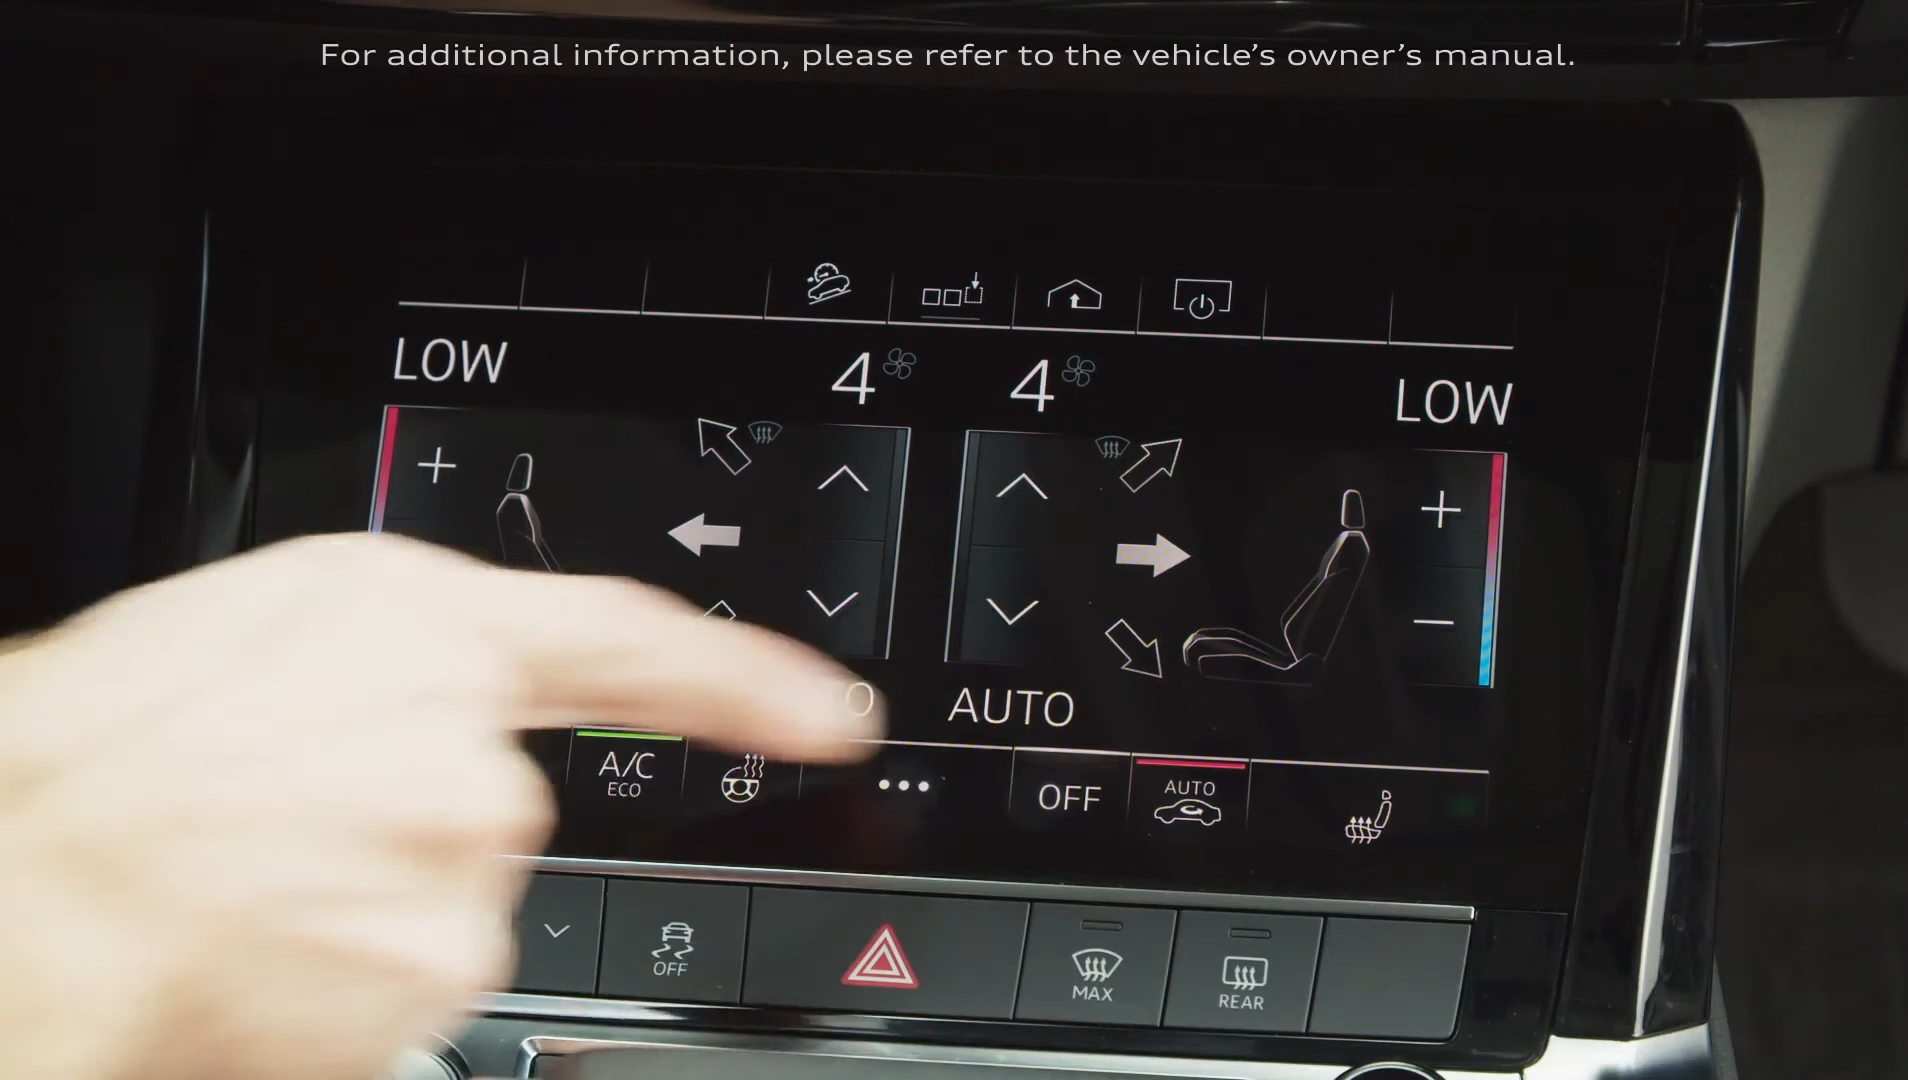 For additional information, please refer to the vehicle’s owner’s manual.
LOW
4
4
LOW
AUTO
A/C
ECO
OFF
AUTO
OFF
MAX
REAR